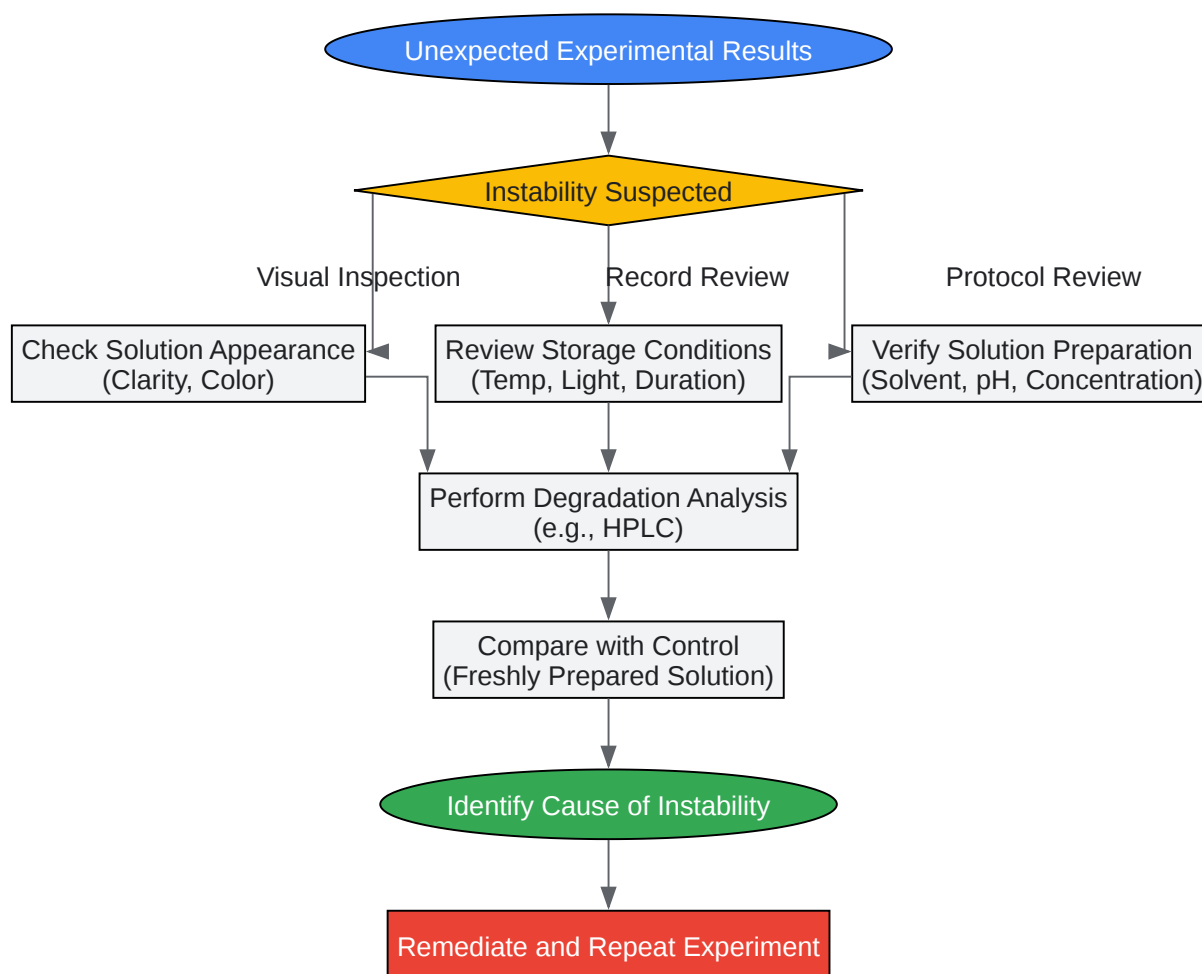 Unexpected Experimental Results
Instability Suspected
Visual Inspection
Record Review
Protocol Review
Check Solution Appearance
(Clarity, Color)
Review Storage Conditions
(Temp, Light, Duration)
Verify Solution Preparation
(Solvent, pH, Concentration)
Perform Degradation Analysis
(e.g., HPLC)
Compare with Control
(Freshly Prepared Solution)
Identify Cause of Instability
Remediate and Repeat Experiment